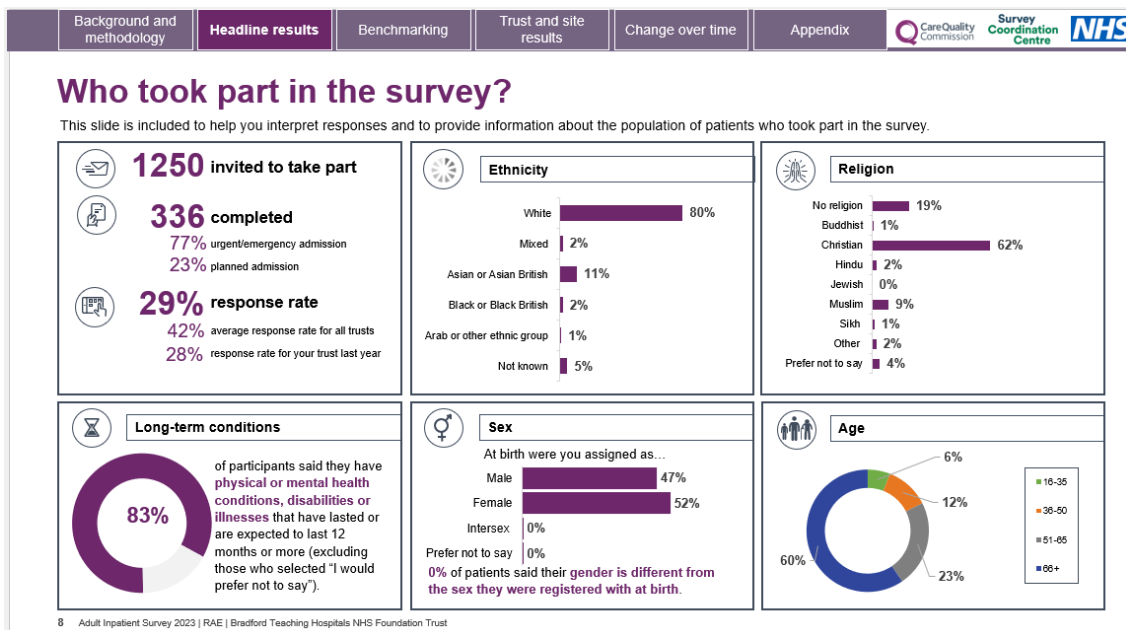 Background and methodology
Headline results
Benchmarking
Trust and site results
Change over time
Appendix
CareQuality Commission
Survey Coordination Centre
NHS
Who took part in the survey?
This slide is included to help you interpret responses and to provide information about the population of patients who took part in the survey.
1250 invited to take part
336 completed
77% urgent/emergency admission
23% planned admission
29% response rate
42% average response rate for all trusts
28% response rate for your trust last year
Ethnicity
White 80%
Mixed 2%
Asian or Asian British 11%
Black or Black British 2%
Arab or other ethnic group 1%
Not known 5%
Religion
No religion 19%
Buddhist 1%
Christian 62%
Hindu 2%
Jewish 0%
Muslim 9%
Sikh 1%
Other 2%
Prefer not to say 4%
Long-term conditions
83%
of participants said they have
physical or mental health
conditions, disabilities or
illnesses that have lasted or
are expected to last 12
months or more (excluding
those who selected “I would
prefer not to say”).
Sex
At birth were you assigned as…
Male 47%
Female 52%
Intersex 0%
Prefer not to say 0%
0% of patients said their gender is different from
the sex they were registered with at birth.
Age
6%
12%
23%
60%
16-35
36-50
51-65
66+
8 Adult Inpatient Survey 2023 | RAE | Bradford Teaching Hospitals NHS Foundation Trust